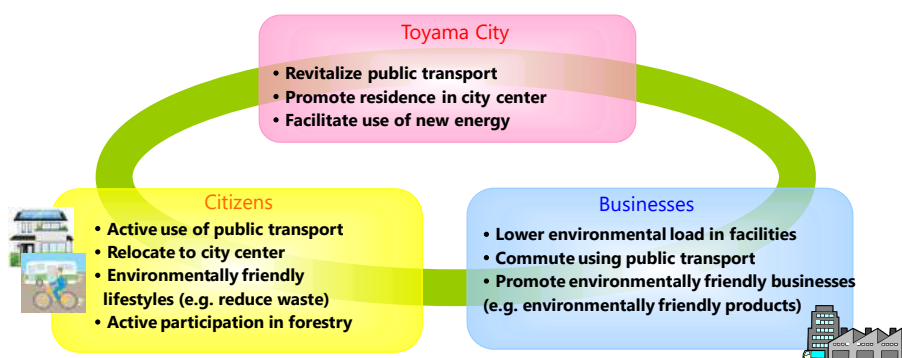 Toyama City
• Revitalize public transport
• Promote residence in city center
• Facilitate use of new energy
Citizens
• Active use of public transport
• Relocate to city center
• Environmentally friendly
lifestyles (e.g. reduce waste)
• Active participation in forestry
Businesses
• Lower environmental load in facilities
• Commute using public transport
• Promote environmentally friendly businesses
(e.g. environmentally friendly products)